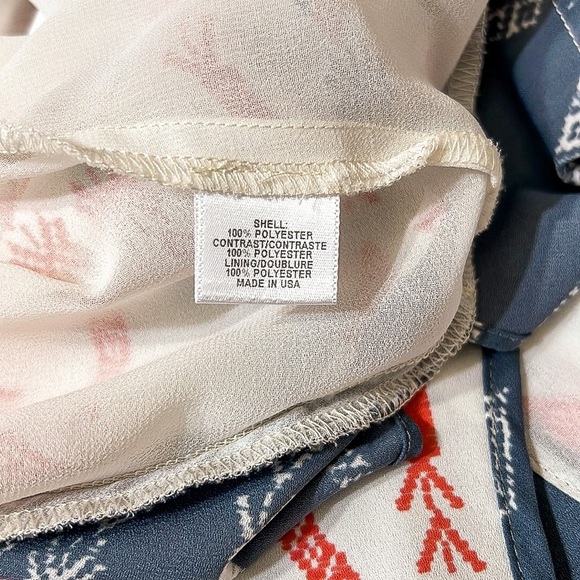 SHELL:
100% POLYESTER
CONTRAST/CONTRASTE
100% POLYESTER
LINING/DOUBLURE
100% POLYESTER
MADE IN USA